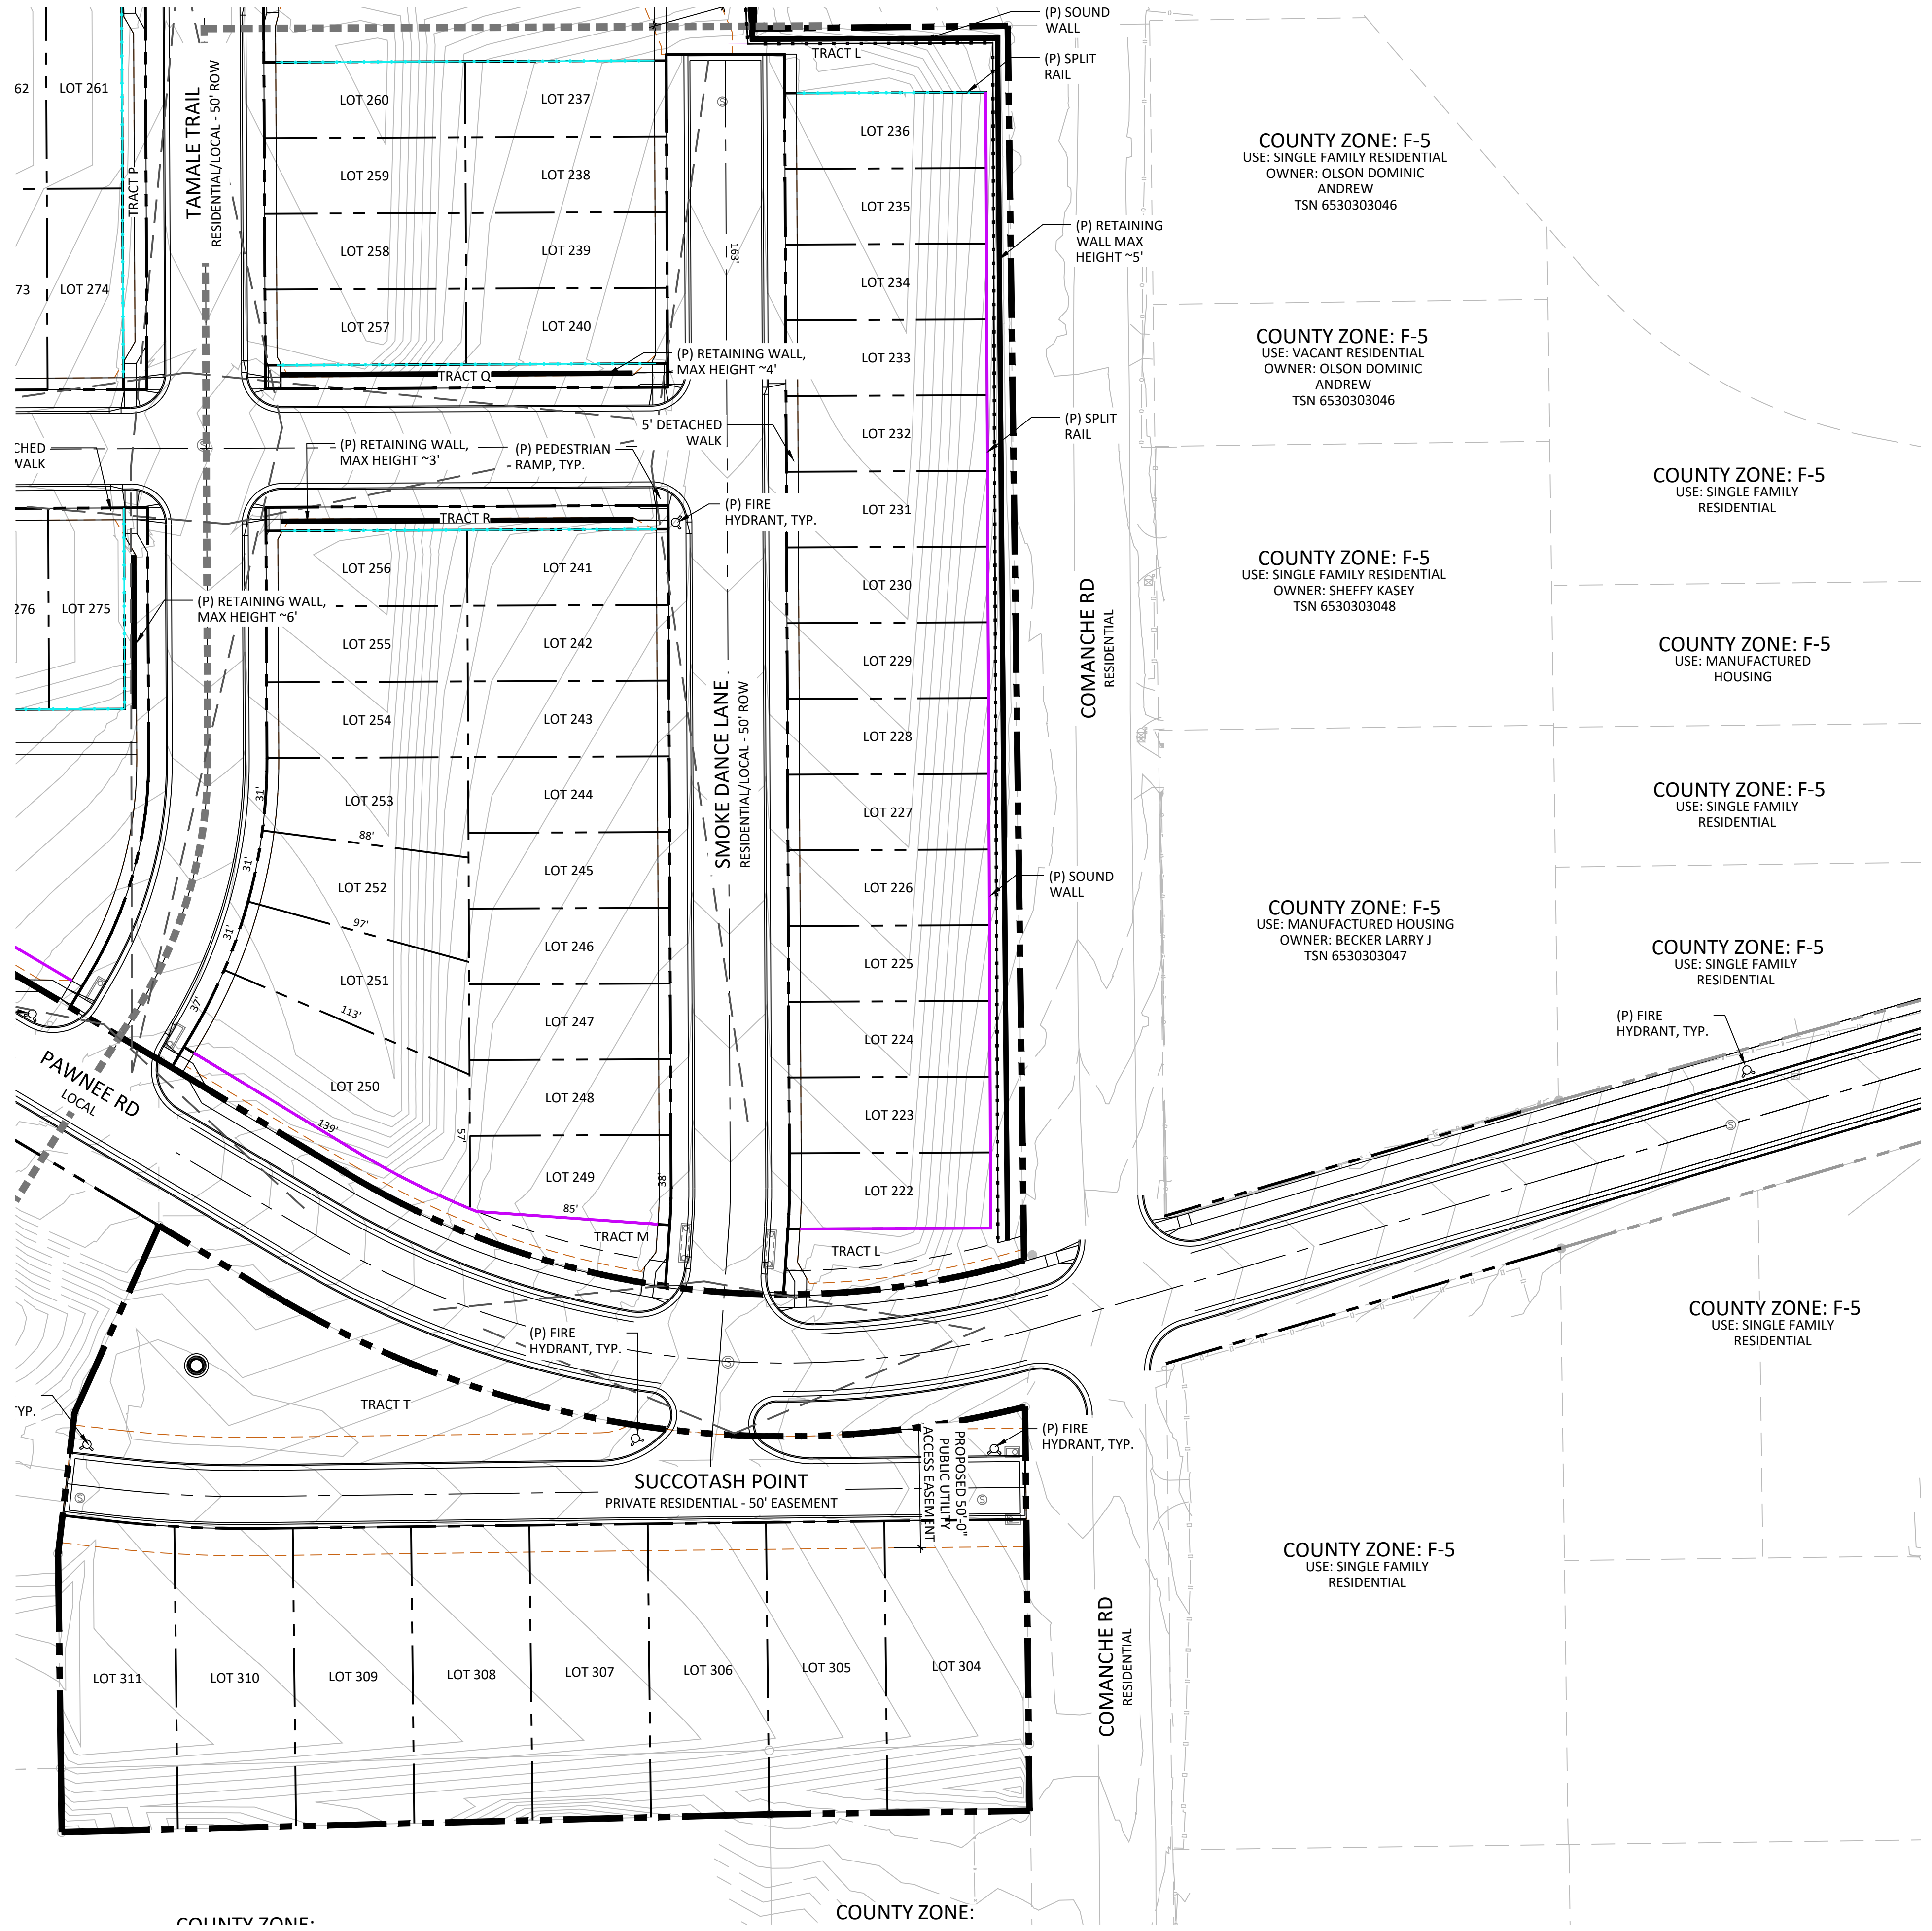 (P) SOUND
WALL
TRACT L
(P) SPLIT
RAIL
62
LOT 261
TAMALE TRAIL
RESIDENTIAL/LOCAL - 50' ROW
TRACT P
LOT 260
LOT 237
LOT 236
LOT 259
LOT 238
LOT 235
LOT 258
LOT 239
LOT 234
163'
73
LOT 274
LOT 257
LOT 240
LOT 233
(P) RETAINING
WALL MAX
HEIGHT ~5'
(P) RETAINING WALL,
MAX HEIGHT ~4'
TRACT Q
5' DETACHED
WALK
LOT 232
(P) SPLIT
RAIL
CHED
WALK
(P) RETAINING WALL,
MAX HEIGHT ~3'
(P) PEDESTRIAN
RAMP, TYP.
(P) FIRE
HYDRANT, TYP.
TRACT R
LOT 231
LOT 256
LOT 241
LOT 230
276
LOT 275
(P) RETAINING WALL,
MAX HEIGHT ~6'
LOT 255
LOT 242
LOT 229
LOT 254
LOT 243
LOT 228
SMOKE DANCE LANE
RESIDENTIAL/LOCAL - 50' ROW
COMANCHE RD
RESIDENTIAL
LOT 253
LOT 244
LOT 227
31'
88'
31'
LOT 252
LOT 245
LOT 226
(P) SOUND
WALL
97'
31'
LOT 251
LOT 246
LOT 225
37'
113'
LOT 247
LOT 224
PAWNEE RD
LOCAL
LOT 250
LOT 248
LOT 223
139'
57'
LOT 249
38'
LOT 222
85'
TRACT M
TRACT L
COUNTY ZONE: F-5
USE: SINGLE FAMILY RESIDENTIAL
OWNER: OLSON DOMINIC
ANDREW
TSN 6530303046
COUNTY ZONE: F-5
USE: VACANT RESIDENTIAL
OWNER: OLSON DOMINIC
ANDREW
TSN 6530303046
COUNTY ZONE: F-5
USE: SINGLE FAMILY
RESIDENTIAL
COUNTY ZONE: F-5
USE: SINGLE FAMILY RESIDENTIAL
OWNER: SHEFFY KASEY
TSN 6530303048
COUNTY ZONE: F-5
USE: MANUFACTURED
HOUSING
COUNTY ZONE: F-5
USE: SINGLE FAMILY
RESIDENTIAL
COUNTY ZONE: F-5
USE: MANUFACTURED HOUSING
OWNER: BECKER LARRY J
TSN 6530303047
COUNTY ZONE: F-5
USE: SINGLE FAMILY
RESIDENTIAL
(P) FIRE
HYDRANT, TYP.
COUNTY ZONE: F-5
USE: SINGLE FAMILY
RESIDENTIAL
(P) FIRE
HYDRANT, TYP.
TRACT T
YP.
(P) FIRE
HYDRANT, TYP.
PROPOSED 50'-0"
PUBLIC UTILITY
ACCESS EASEMENT
SUCCOTASH POINT
PRIVATE RESIDENTIAL - 50' EASEMENT
COUNTY ZONE: F-5
USE: SINGLE FAMILY
RESIDENTIAL
COMANCHE RD
RESIDENTIAL
LOT 311
LOT 310
LOT 309
LOT 308
LOT 307
LOT 306
LOT 305
LOT 304
COUNTY ZONE:
COUNTY ZONE: